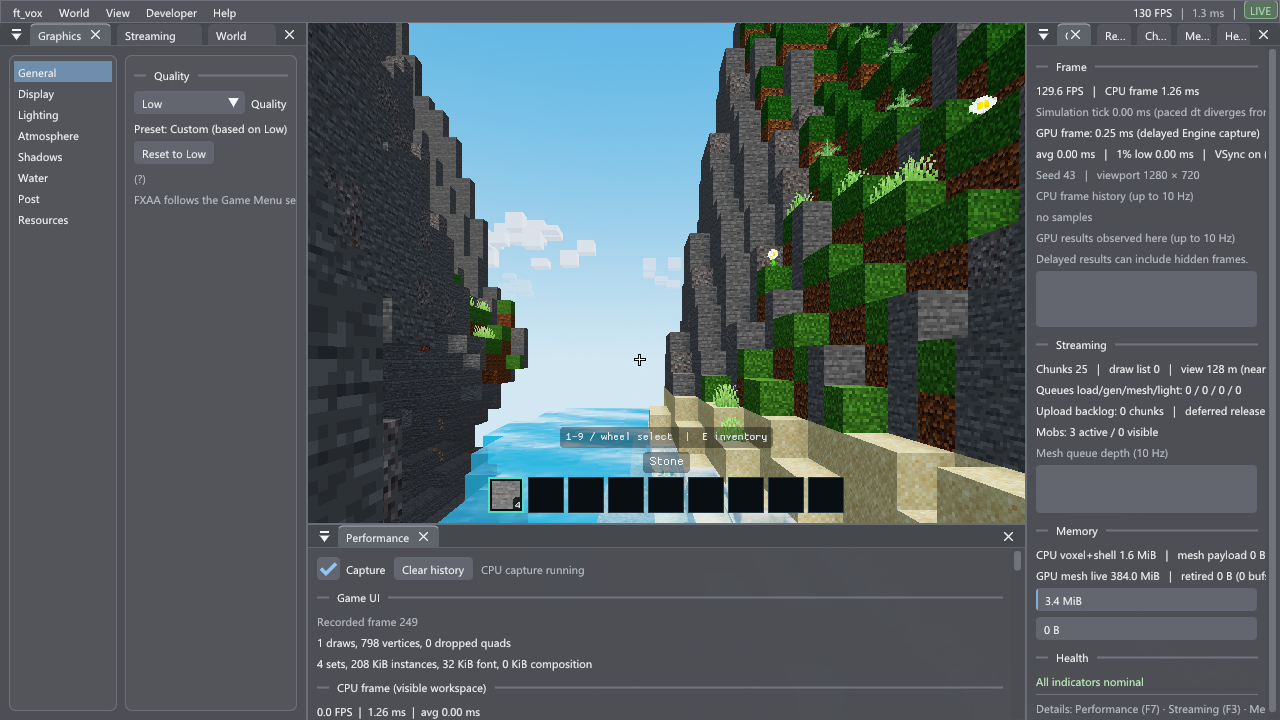 ft_vox World View Developer Help
130 FPS | 1.3 ms | LIVE
Graphics Streaming World
General
Display
Lighting
Atmosphere
Shadows
Water
Post
Resources
Quality
Low Quality
Preset: Custom (based on Low)
Reset to Low
(?)
FXAA follows the Game Menu se
1-9 / wheel select | E inventory
Stone
4
Performance
Capture Clear history CPU capture running
Game UI
Recorded frame 249
1 draws, 798 vertices, 0 dropped quads
4 sets, 208 KiB instances, 32 KiB font, 0 KiB composition
CPU frame (visible workspace)
0.0 FPS | 1.26 ms | avg 0.00 ms
Re... Ch... Me... He...
Frame
129.6 FPS | CPU frame 1.26 ms
Simulation tick 0.00 ms (paced dt diverges fror
GPU frame: 0.25 ms (delayed Engine capture)
avg 0.00 ms | 1% low 0.00 ms | VSync on
Seed 43 | viewport 1280 × 720
CPU frame history (up to 10 Hz)
no samples
GPU results observed here (up to 10 Hz)
Delayed results can include hidden frames.
Streaming
Chunks 25 | draw list 0 | view 128 m (near
Queues load/gen/mesh/light: 0 / 0 / 0 / 0
Upload backlog: 0 chunks | deferred release
Mobs: 3 active / 0 visible
Mesh queue depth (10 Hz)
Memory
CPU voxel+shell 1.6 MiB | mesh payload 0 B
GPU mesh live 384.0 MiB | retired 0 B (0 buf
3.4 MiB
0 B
Health
All indicators nominal
Details: Performance (F7) · Streaming (F3) · Me